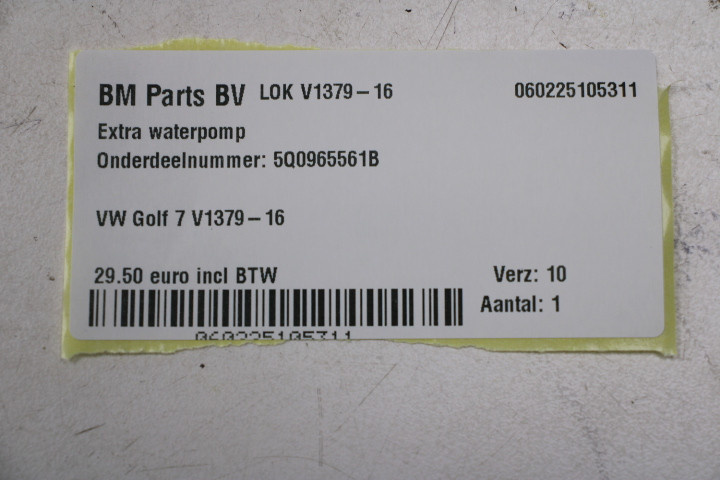 BM Parts BV LOK V1379-16 060225105311
Extra waterpomp
Onderdeelnummer: 5Q0965561B
VW Golf 7 V1379-16
29.50 euro incl BTW Verz: 10
Aantal: 1
060225105311